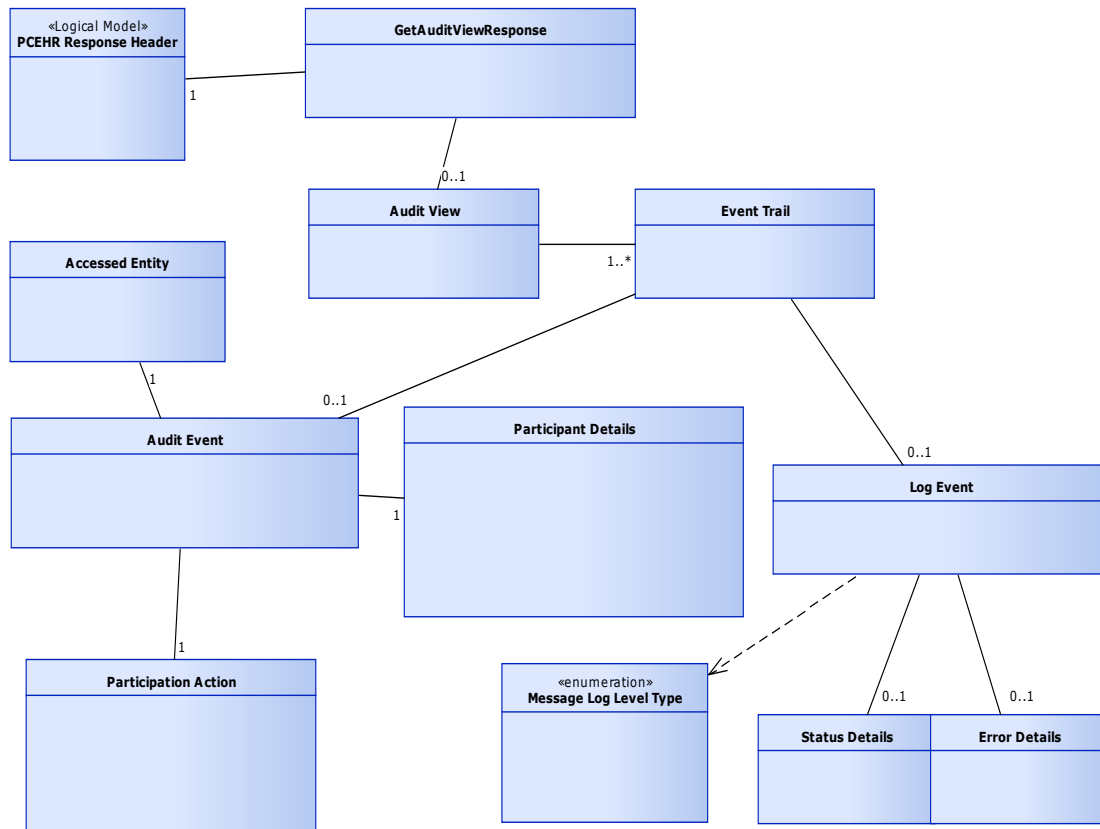 «Logical Model»
PCEHR Response Header
GetAuditViewResponse
1
0..1
Audit View
Event Trail
1..*
Accessed Entity
1
0..1
Audit Event
Participant Details
1
0..1
Log Event
1
Participation Action
«enumeration»
Message Log Level Type
0..1
0..1
Status Details
Error Details